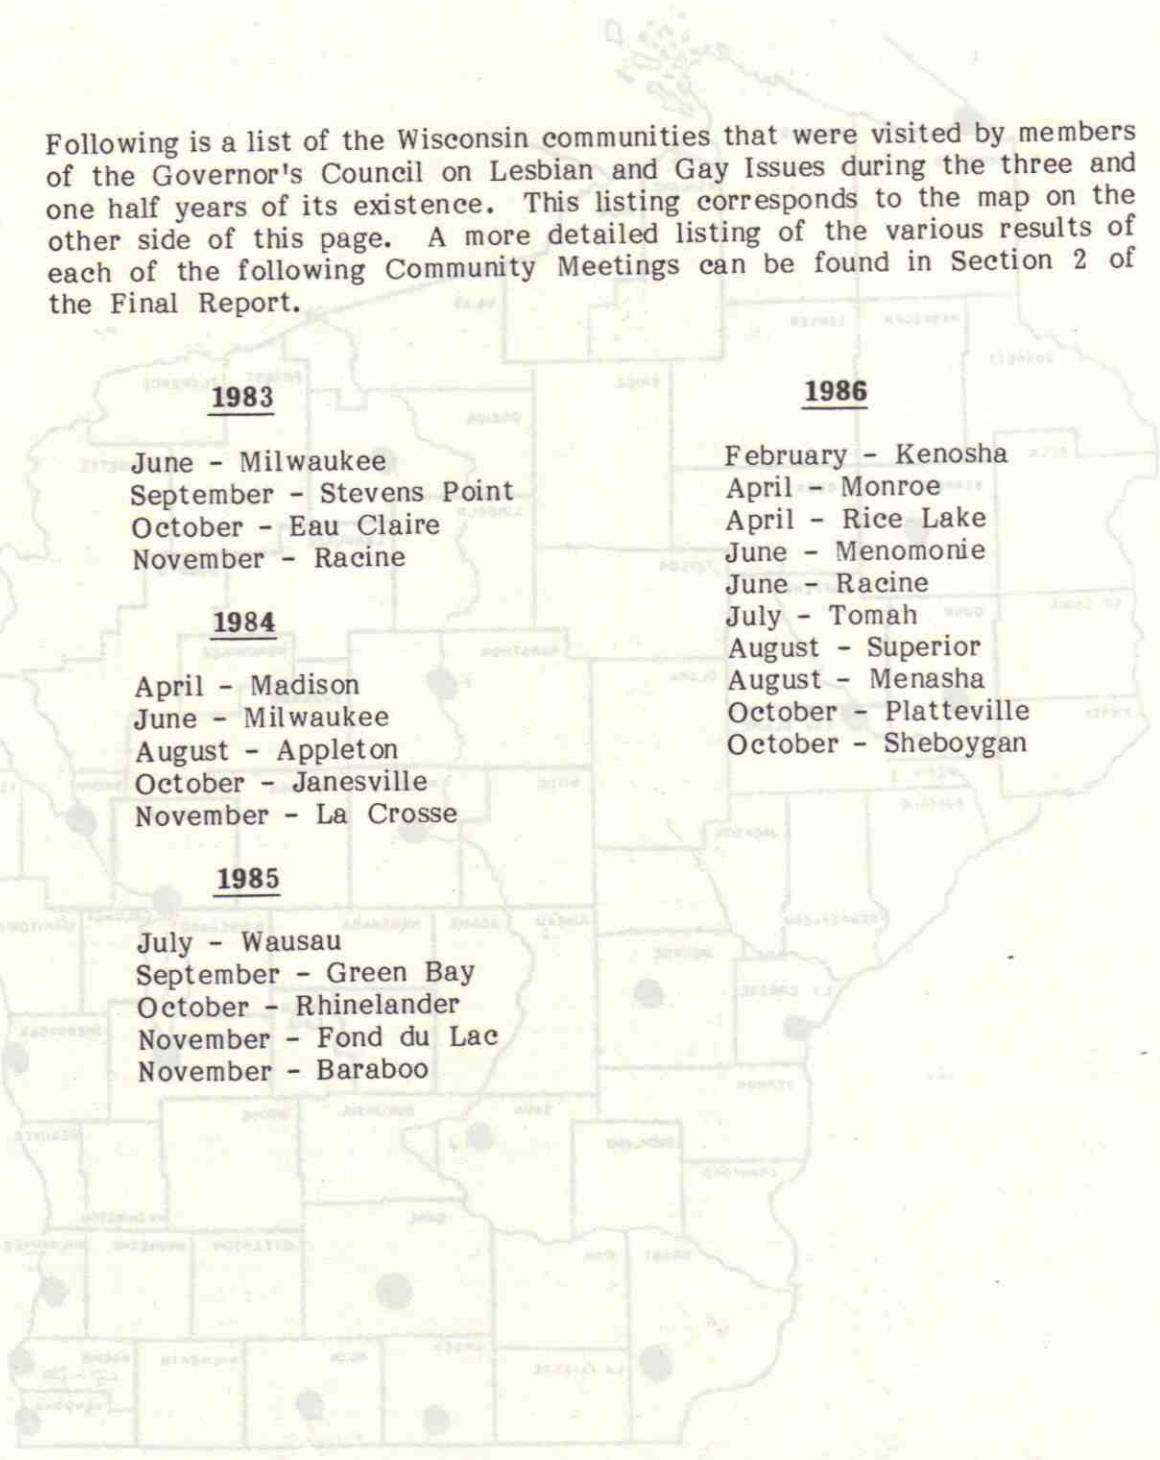 Following is a list of the Wisconsin communities that were visited by members
of the Governor's Council on Lesbian and Gay Issues during the three and
one half years of its existence. This listing corresponds to the map on the
other side of this page. A more detailed listing of the various results of
each of the following Community Meetings can be found in Section 2 of
the Final Report.
1983
June - Milwaukee
September - Stevens Point
October - Eau Claire
November - Racine
1984
April - Madison
June - Milwaukee
August - Appleton
October - Janesville
November - La Crosse
1985
July - Wausau
September - Green Bay
October - Rhinelander
November - Fond du Lac
November - Baraboo
1986
February - Kenosha
April - Monroe
April - Rice Lake
June - Menomonie
June - Racine
July - Tomah
August - Superior
August - Menasha
October - Platteville
October - Sheboygan